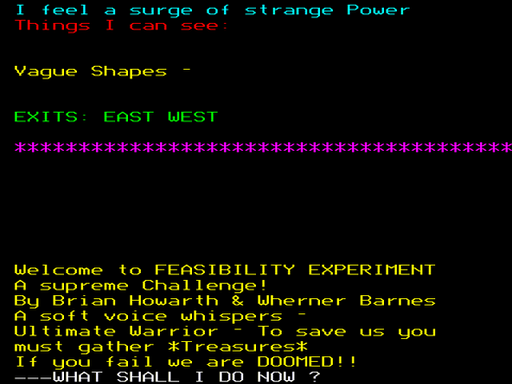 I feel a surge of strange Power
Things I can see:
Vague Shapes -
EXITS: EAST WEST
***************************************
Welcome to FEASIBILITY EXPERIMENT
A supreme Challenge!
By Brian Howarth & Wherner Barnes
A soft voice whispers -
Ultimate Warrior - To save us you
must gather *Treasures*
If you fail we are DOOMED!!
---WHAT SHALL I DO NOW ?